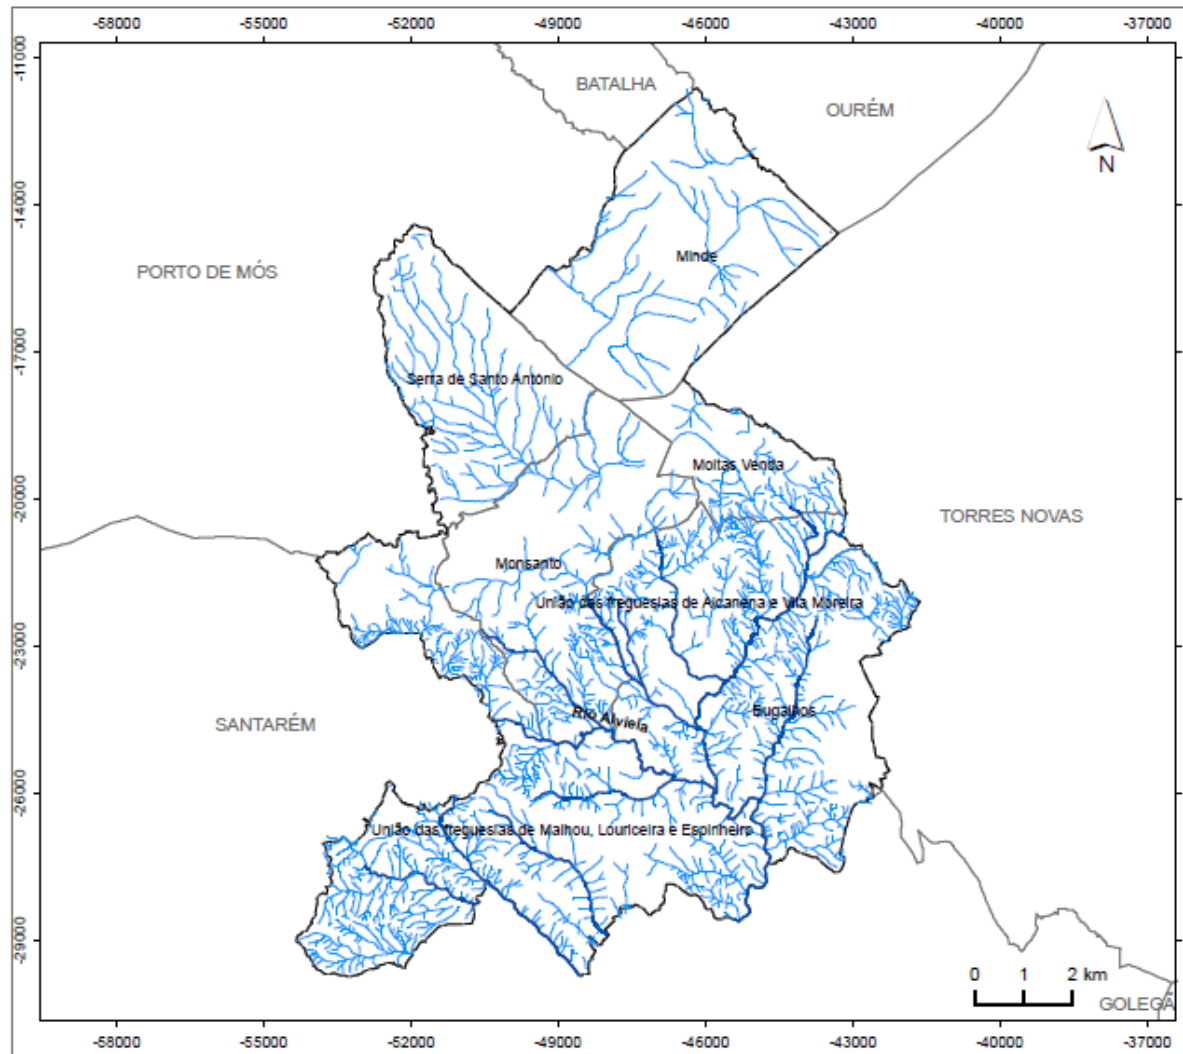 -58000 -55000 -52000 -49000 -46000 -43000 -40000 -37000
-11000
-14000
-17000
-20000
-23000
-26000
-29000
BATALHA
OURÉM
N
Minde
PORTO DE MÓS
Serra de Santo António
Moitas Venda
TORRES NOVAS
Monsanto
União das freguesias de Alcanena e Vila Moreira
Bugalhos
Rio Alviela
SANTARÉM
União das freguesias de Malhou, Louriceira e Espinheiro
0 1 2 km
GOLEGÃ
-58000 -55000 -52000 -49000 -46000 -43000 -40000 -37000